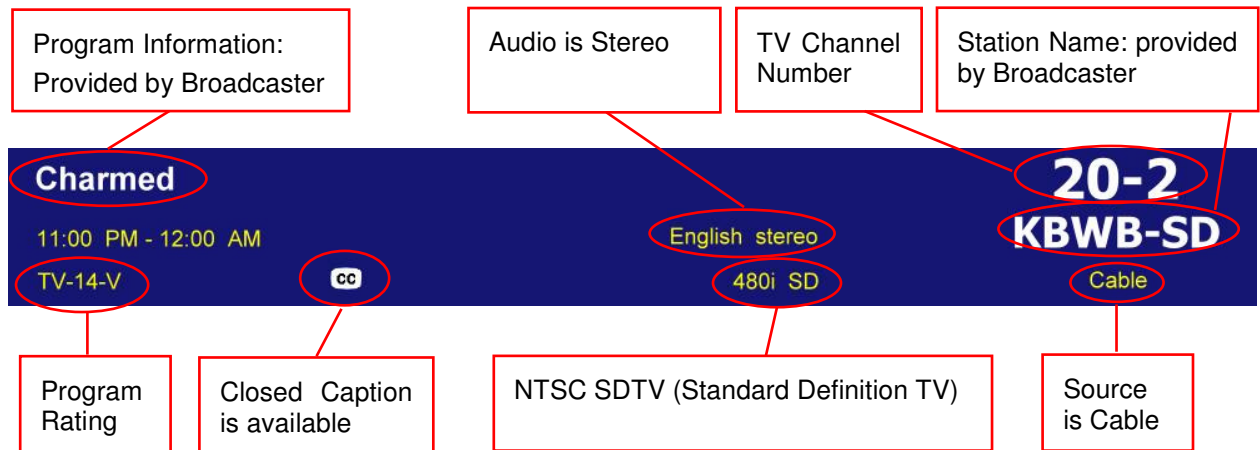 Program Information:
Provided by Broadcaster
Audio is Stereo
TV Channel
Number
Station Name: provided
by Broadcaster
Charmed
20-2
KBWB-SD
11:00 PM - 12:00 AM
English stereo
TV-14-V
CC
480i SD
Cable
Program
Rating
Closed Caption
is available
NTSC SDTV (Standard Definition TV)
Source
is Cable